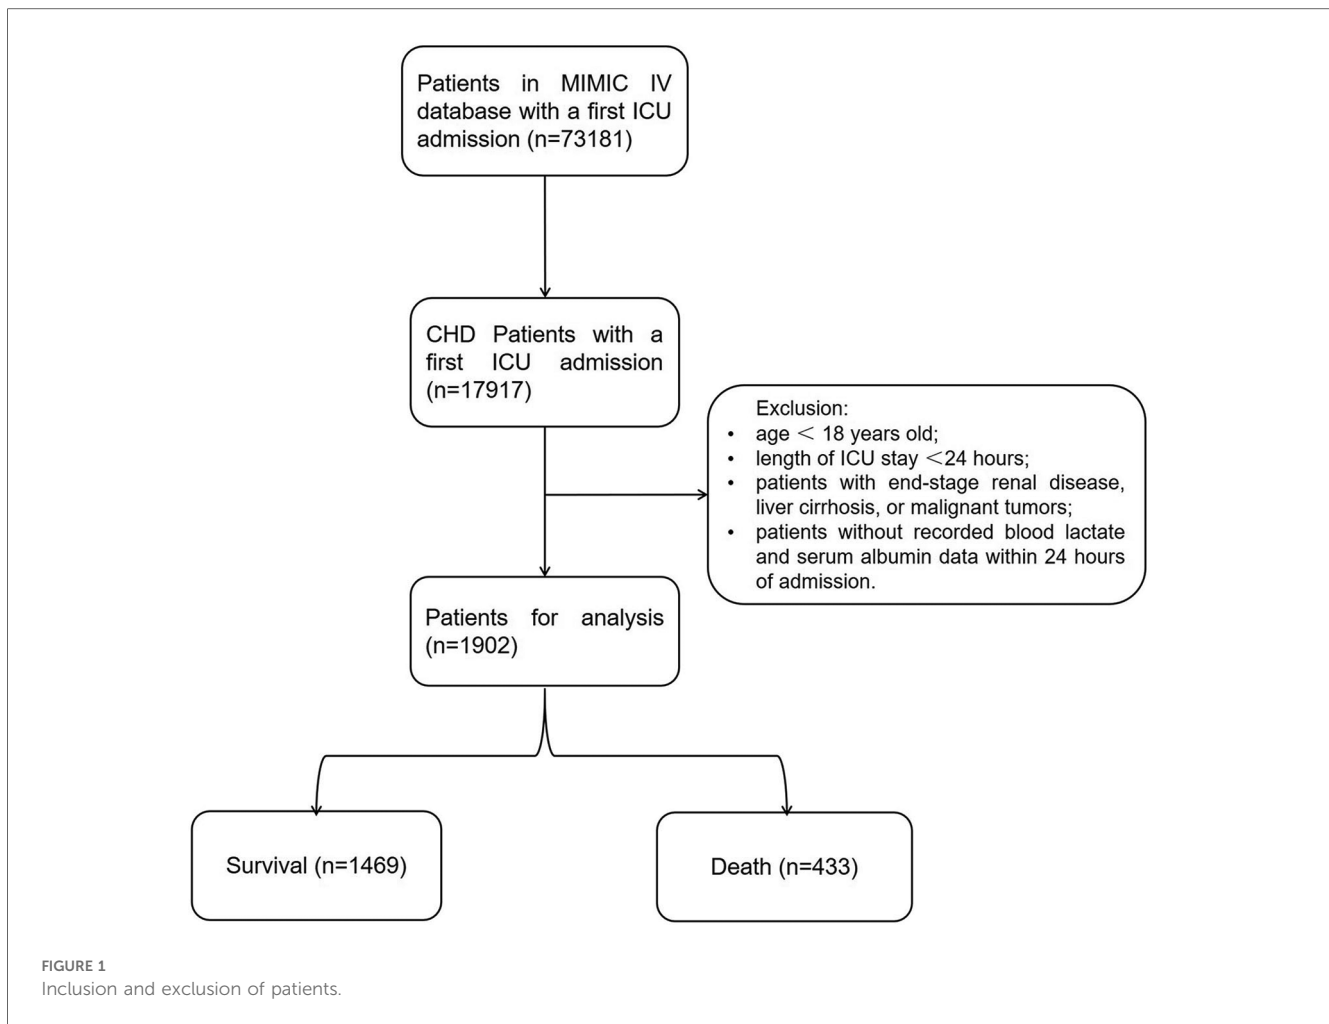 Patients in MIMIC IV
database with a first ICU
admission (n=73181)
CHD Patients with a
first ICU admission
(n=17917)
Exclusion:
• age < 18 years old;
• length of ICU stay <24 hours;
• patients with end-stage renal disease,
liver cirrhosis, or malignant tumors;
• patients without recorded blood lactate
and serum albumin data within 24 hours
of admission.
Patients for analysis
(n=1902)
Survival (n=1469)
Death (n=433)
FIGURE 1
Inclusion and exclusion of patients.